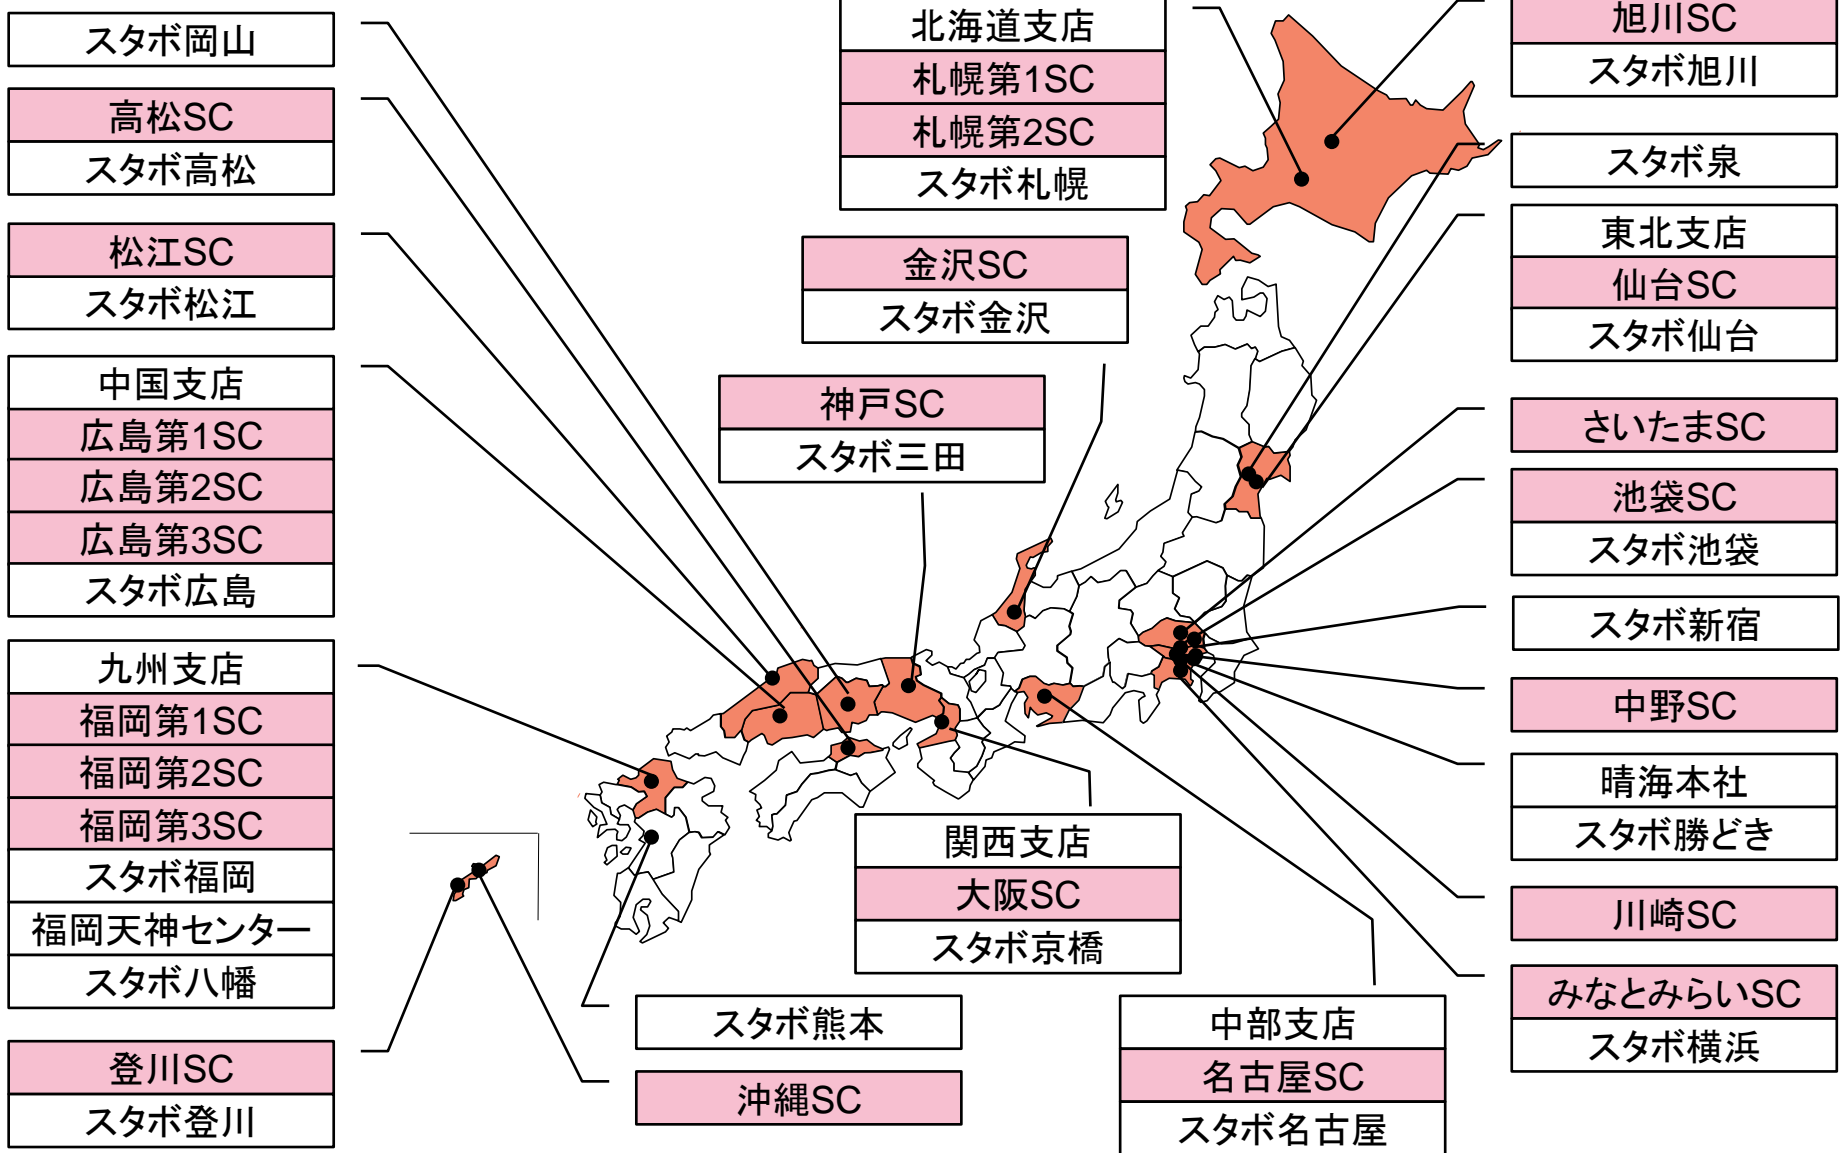 スタボ岡山
高松SC
スタボ高松
松江SC
スタボ松江
中国支店
広島第1SC
広島第2SC
広島第3SC
スタボ広島
九州支店
福岡第1SC
福岡第2SC
福岡第3SC
スタボ福岡
福岡天神センター
スタボ八幡
登川SC
スタボ登川
北海道支店
札幌第1SC
札幌第2SC
スタボ札幌
金沢SC
スタボ金沢
神戸SC
スタボ三田
関西支店
大阪SC
スタボ京橋
スタボ熊本
沖縄SC
中部支店
名古屋SC
スタボ名古屋
旭川SC
スタボ旭川
スタボ泉
東北支店
仙台SC
スタボ仙台
さいたまSC
池袋SC
スタボ池袋
スタボ新宿
中野SC
晴海本社
スタボ勝どき
川崎SC
みなとみらいSC
スタボ横浜